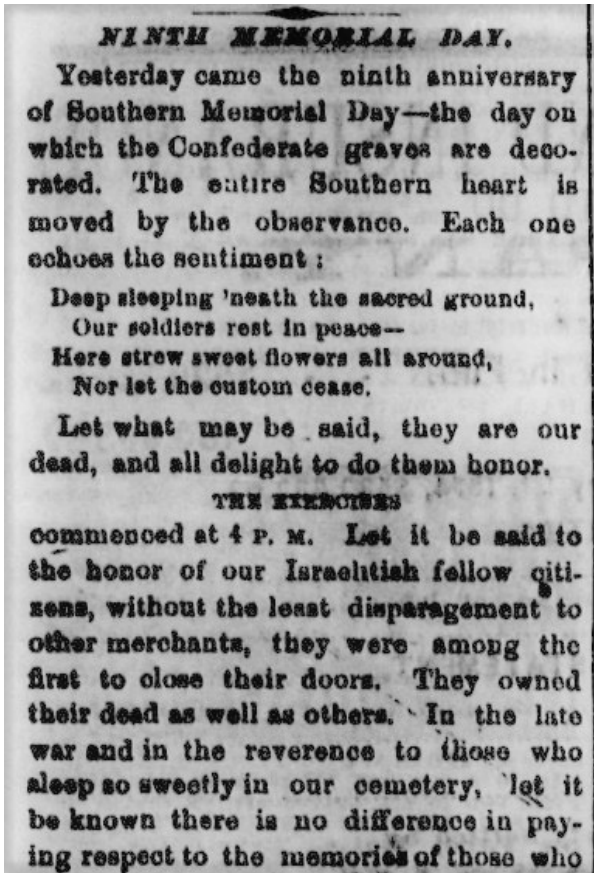 NINTH MEMORIAL DAY.
Yesterday came the ninth anniversary
of Southern Memorial Day—the day on
which the Confederate graves are deco-
rated. The entire Southern heart is
moved by the observance. Each one
echoes the sentiment:
Deep sleeping 'neath the sacred ground,
Our soldiers rest in peace—
Here strew sweet flowers all around,
Nor let the custom cease.
Let what may be said, they are our
dead, and all delight to do them honor.
THE EXERCISES
commenced at 4 P. M. Let it be said to
the honor of our Israelitish fellow citi-
zens, without the least disparagement to
other merchants, they were among the
first to close their doors. They owned
their dead as well as others. In the late
war and in the reverence to those who
sleep so sweetly in our cemetery, let it
be known there is no difference in pay-
ing respect to the memories of those who